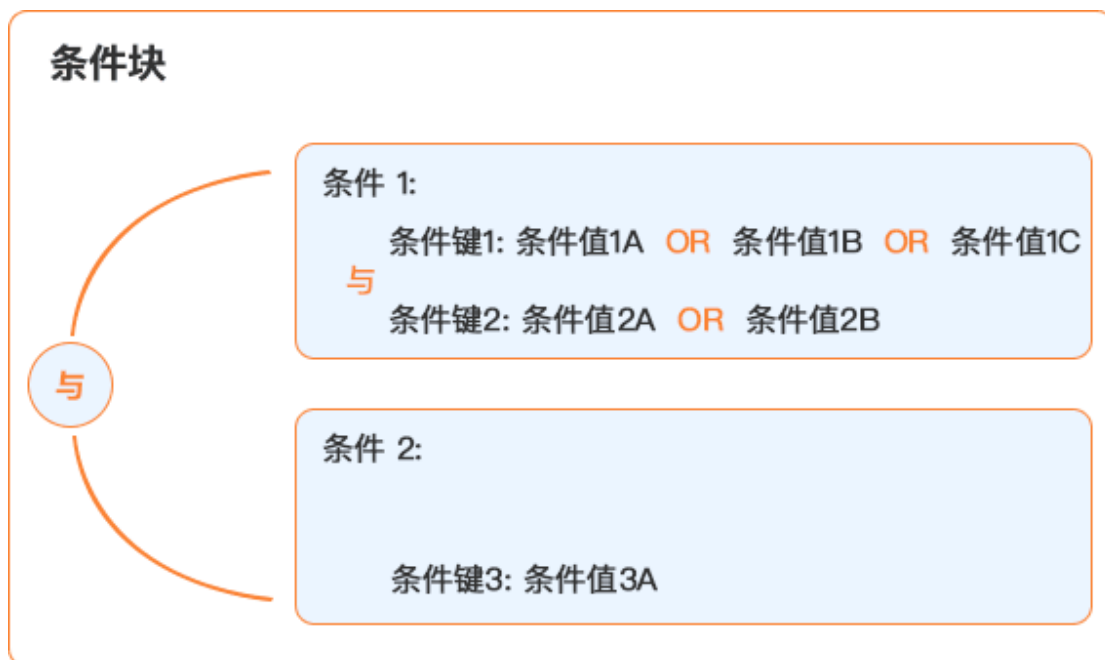 条件块
条件 1:
条件键1: 条件值1A OR 条件值1B OR 条件值1C
与
条件键2: 条件值2A OR 条件值2B
与
条件 2:
条件键3: 条件值3A